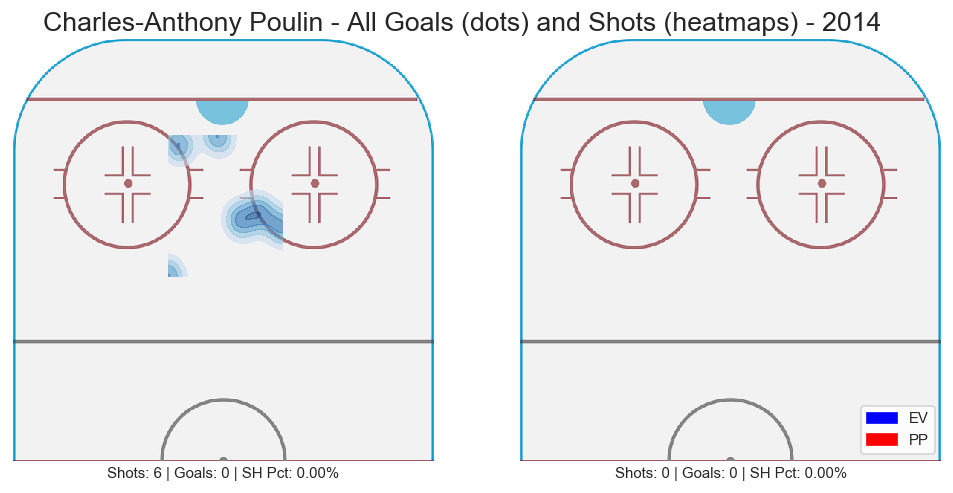 Charles-Anthony Poulin - All Goals (dots) and Shots (heatmaps) - 2014
EV
PP
Shots: 6 | Goals: 0 | SH Pct: 0.00%
Shots: 0 | Goals: 0 | SH Pct: 0.00%